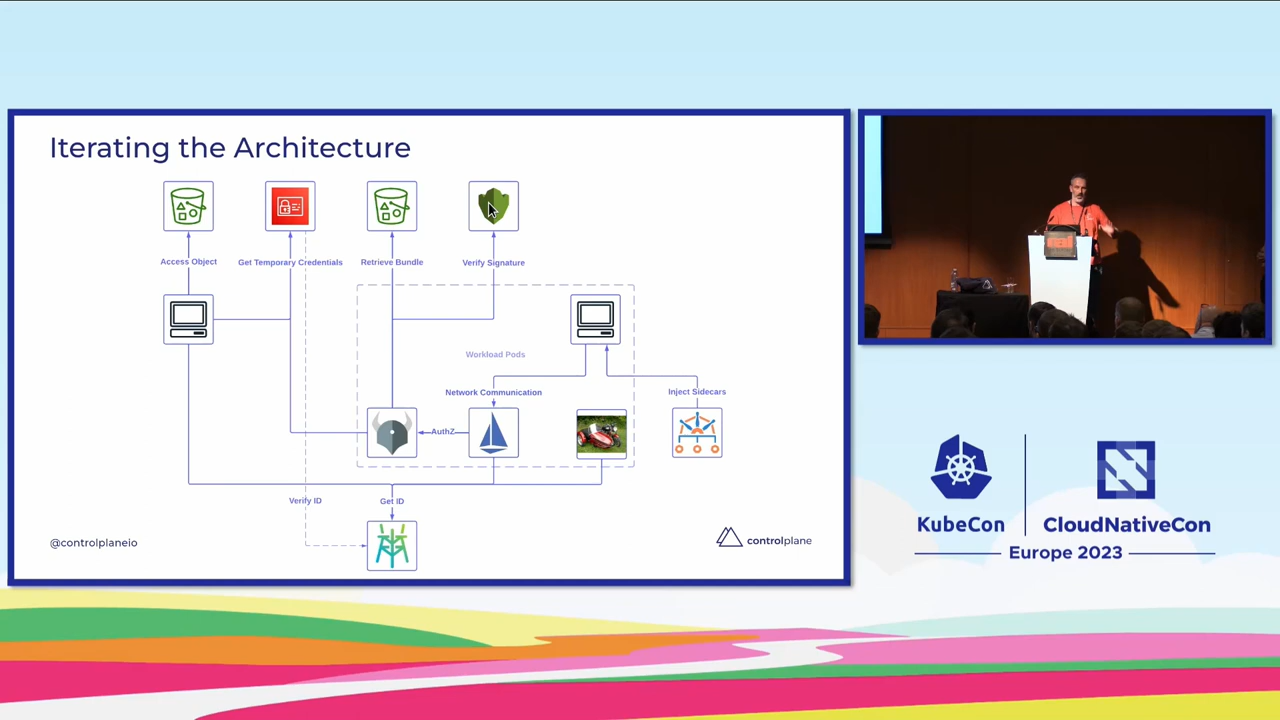 Iterating the Architecture
Access Object
Get Temporary Credentials
Retrieve Bundle
Verify Signature
Workload Pods
Network Communication
Inject Sidecars
AuthZ
Verify ID
Get ID
@controlplaneio
controlplane
rai
KubeCon
CloudNativeCon
Europe 2023